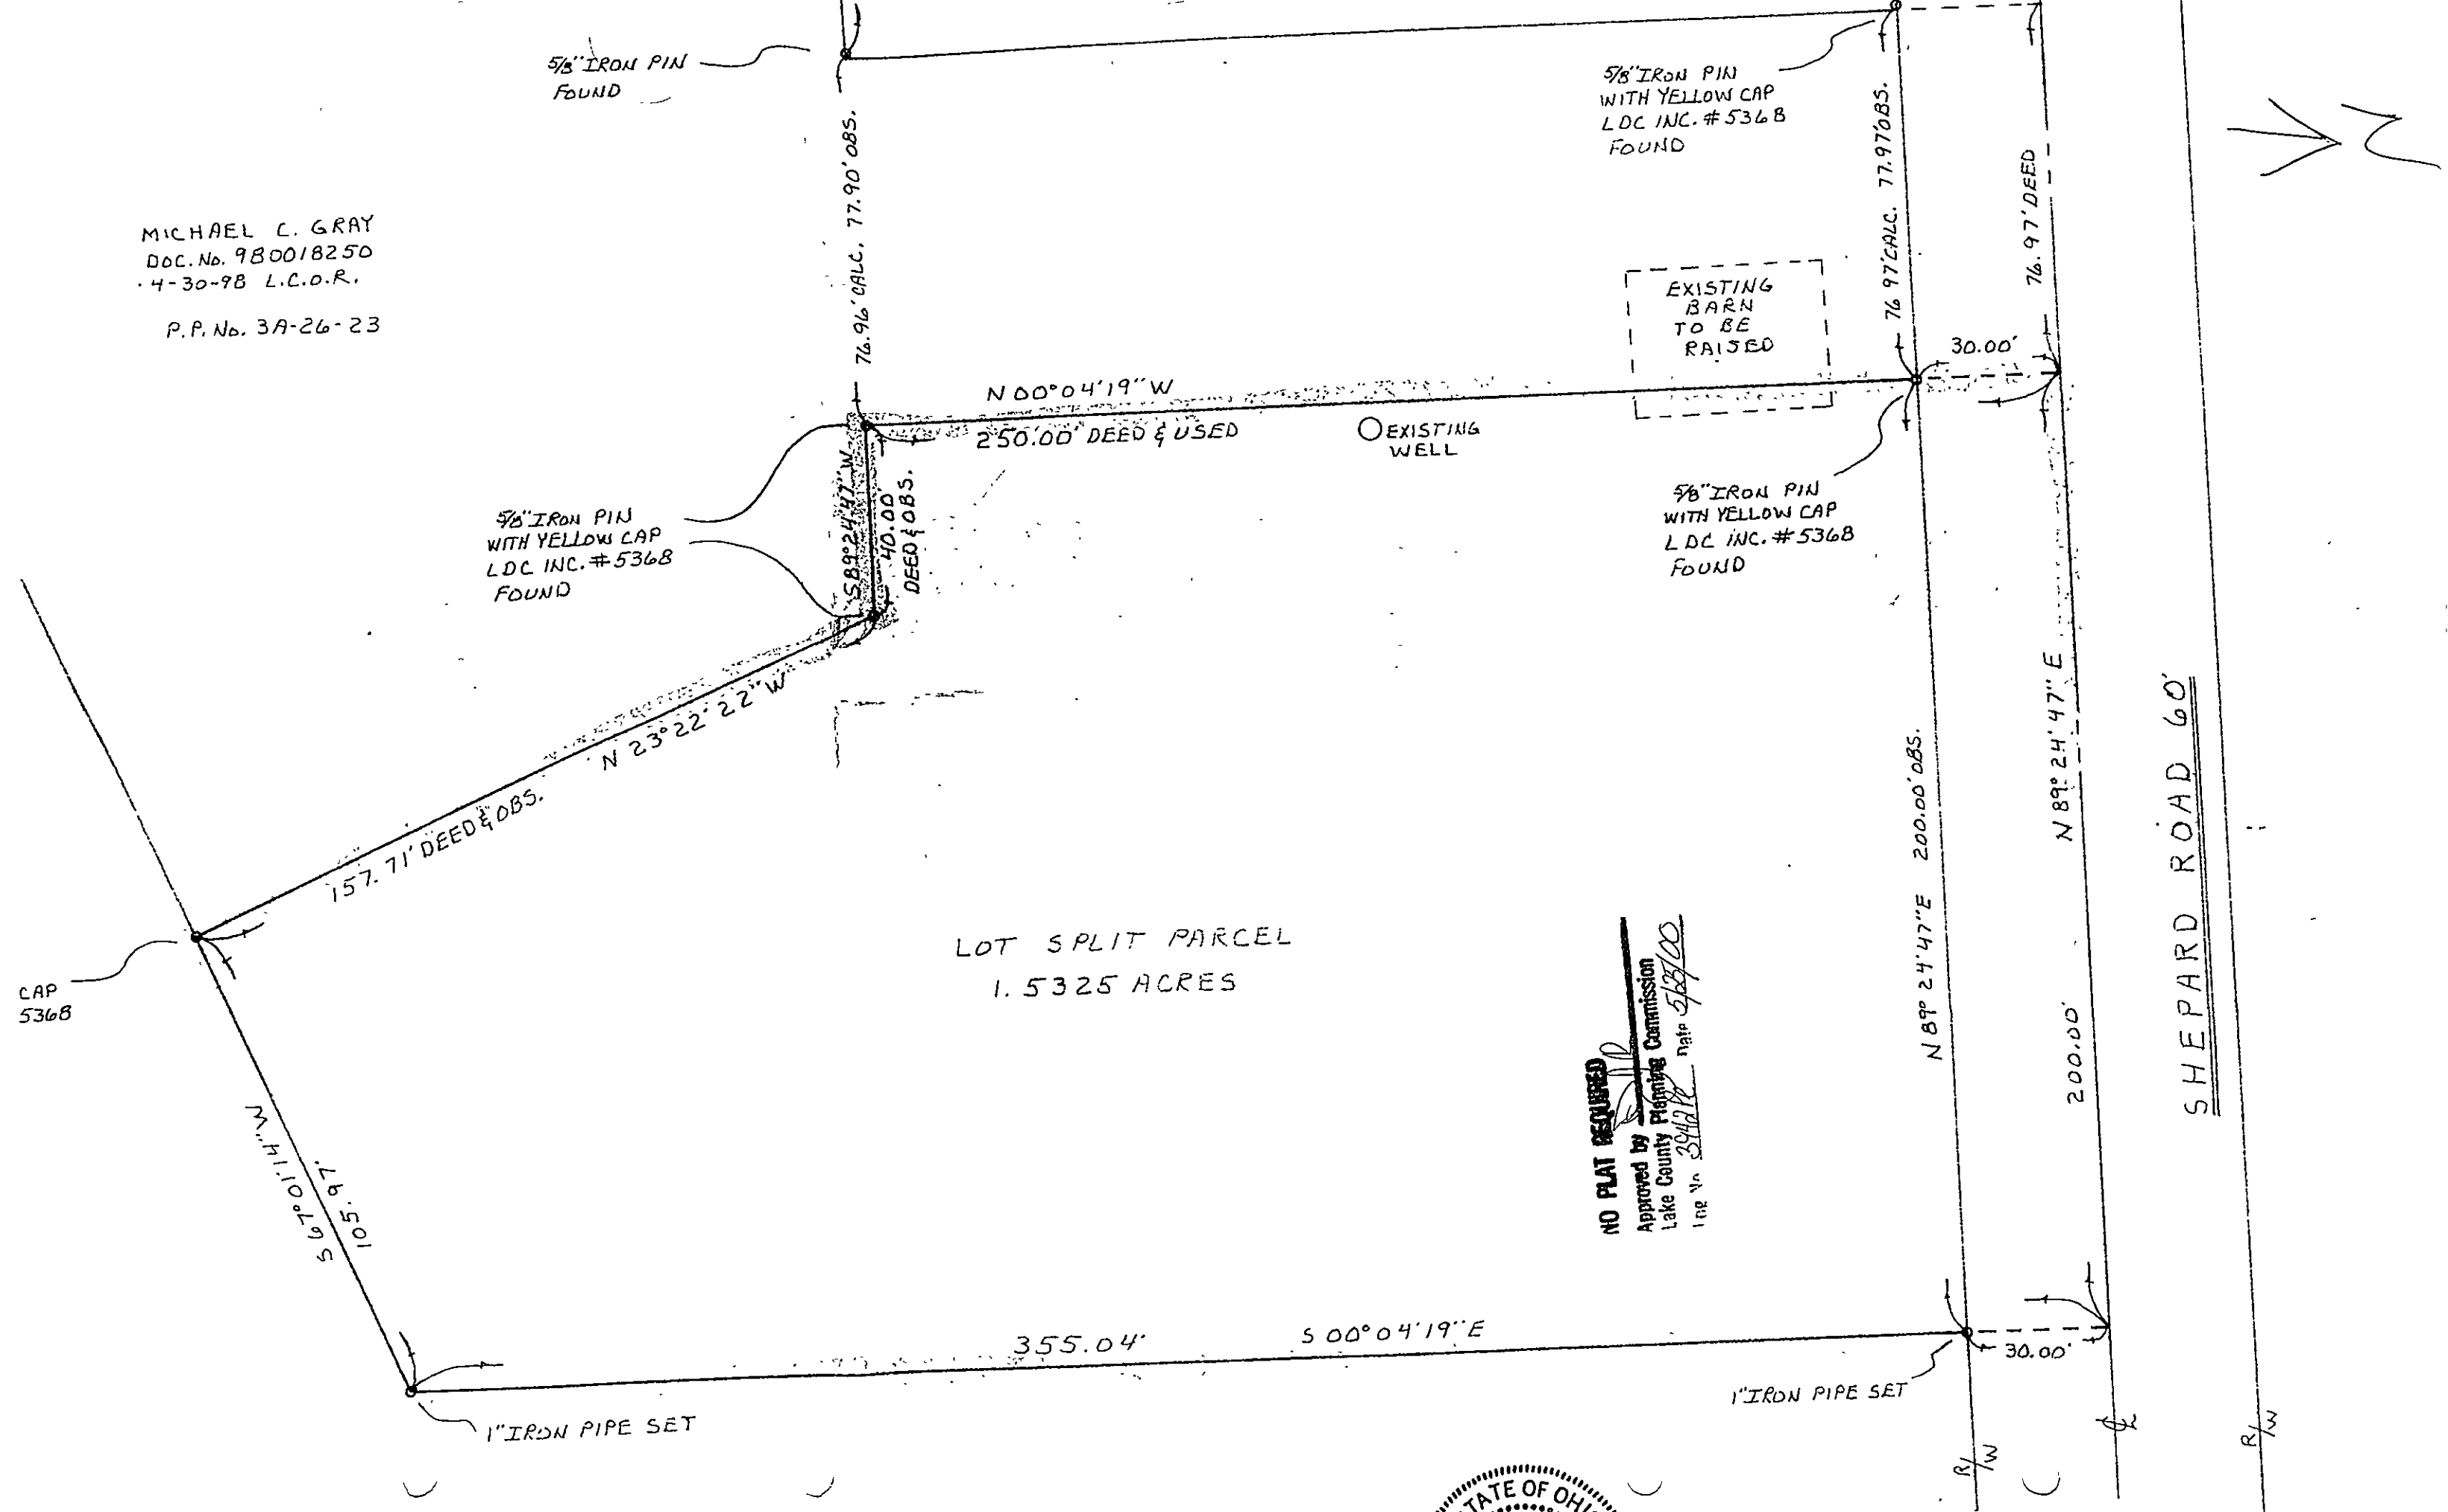 5/8" IRON PIN
FOUND
5/8" IRON PIN
WITH YELLOW CAP
LDC INC. #5368
FOUND
76.96' CALC. 77.90' OBS.
76.97' CALC. 77.97' OBS.
76.97' DEED
MICHAEL C. GRAY
DOC. No. 980018250
4-30-98 L.C.O.R.
P.P. No. 3A-26-23
EXISTING
BARN
TO BE
RAISED
30.00'
N 00° 04' 19" W
250.00' DEED & USED
EXISTING
WELL
5/8" IRON PIN
WITH YELLOW CAP
LDC INC. #5368
FOUND
S 89° 24' 47" W
40.00'
DEED & OBS.
5/8" IRON PIN
WITH YELLOW CAP
LDC INC. #5368
FOUND
N 23° 22' 22" W
157.71' DEED & OBS.
N 89° 24' 47" E 200.00' OBS.
N 89° 24' 47" E
200.00'
SHEPARD ROAD 60'
LOT SPLIT PARCEL
1.5325 ACRES
CAP
5368
NO PLAT REQUIRED
Approved by
Lake County Planning Commission
Date 5/25/00
S 67° 01' 14" W
105.97'
355.04' S 00° 04' 19" E
30.00'
1" IRON PIPE SET
1" IRON PIPE SET
R/W
R/W
STATE OF OHIO